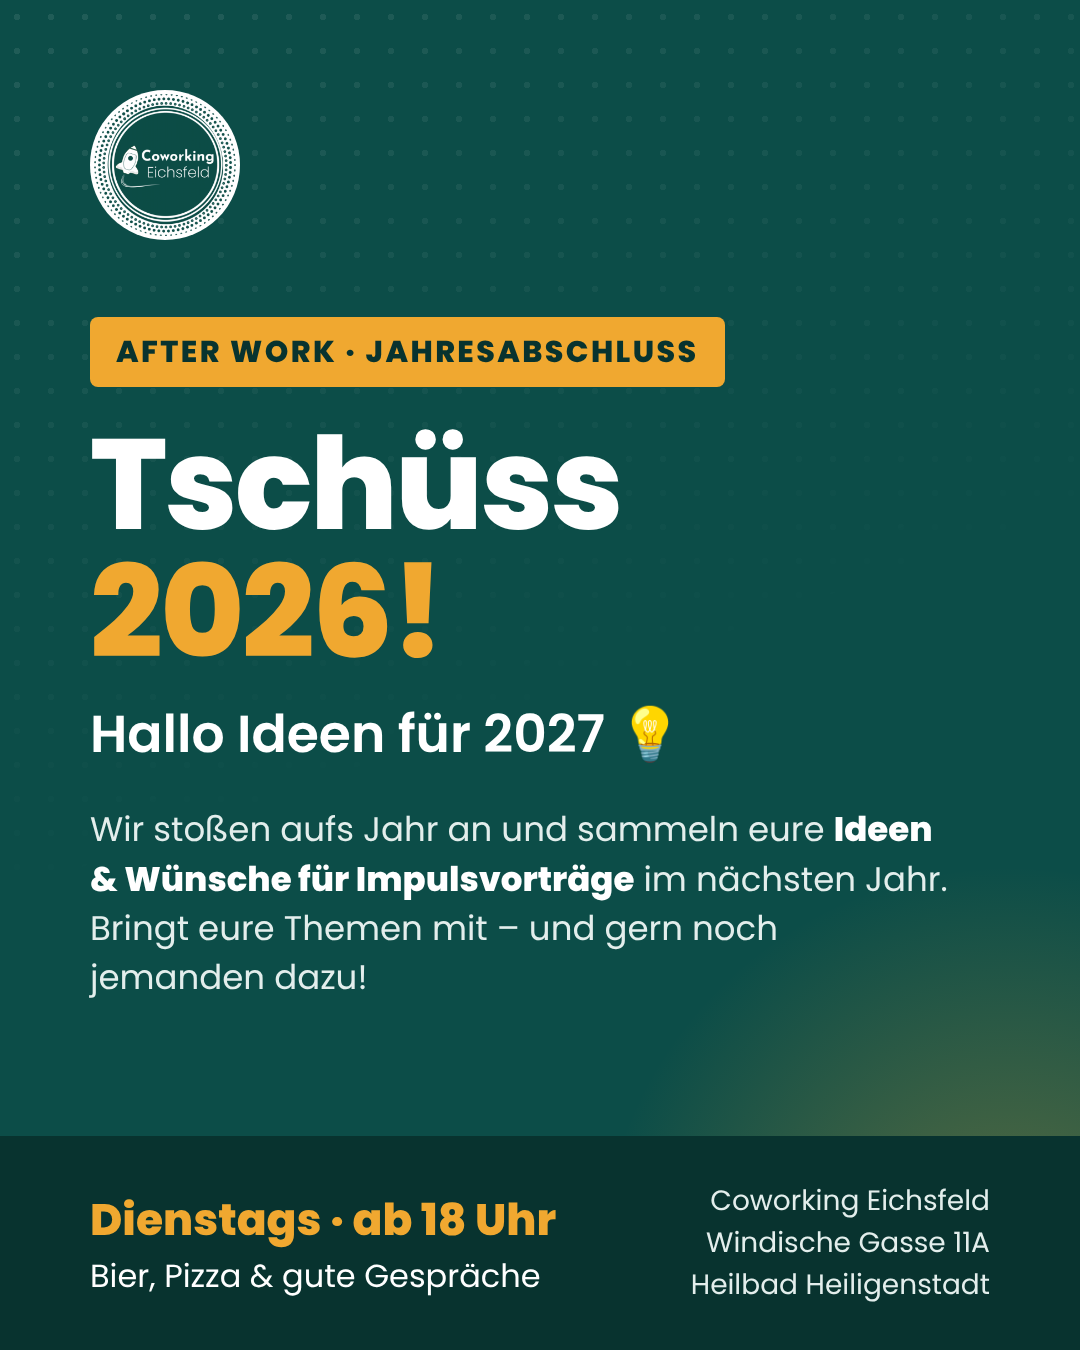 Coworking
Eichsfeld
AFTER WORK · JAHRESABSCHLUSS
Tschüss
2026!
Hallo Ideen für 2027 💡
Wir stoßen aufs Jahr an und sammeln eure Ideen
& Wünsche für Impulsvorträge im nächsten Jahr.
Bringt eure Themen mit – und gern noch
jemanden dazu!
Dienstags · ab 18 Uhr
Bier, Pizza & gute Gespräche
Coworking Eichsfeld
Windische Gasse 11A
Heilbad Heiligenstadt